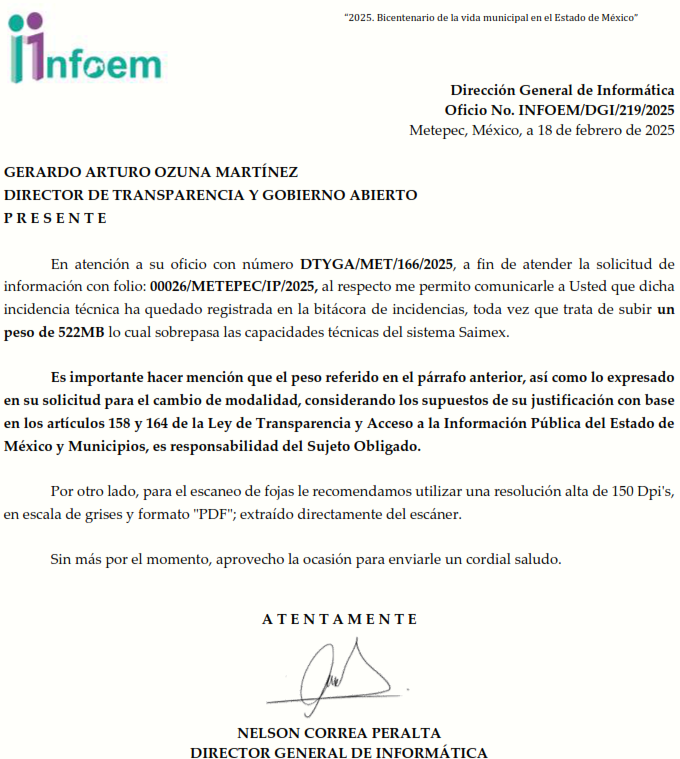 "2025. Bicentenario de la vida municipal en el Estado de México"
infoem
Dirección General de Informática
Oficio No. INFOEM/DGI/219/2025
Metepec, México, a 18 de febrero de 2025
GERARDO ARTURO OZUNA MARTÍNEZ
DIRECTOR DE TRANSPARENCIA Y GOBIERNO ABIERTO
P R E S E N T E
En atención a su oficio con número DTYGA/MET/166/2025, a fin de atender la solicitud de
información con folio: 00026/METEPEC/IP/2025, al respecto me permito comunicarle a Usted que dicha
incidencia técnica ha quedado registrada en la bitácora de incidencias, toda vez que trata de subir un
peso de 522MB lo cual sobrepasa las capacidades técnicas del sistema Saimex.
Es importante hacer mención que el peso referido en el párrafo anterior, así como lo expresado
en su solicitud para el cambio de modalidad, considerando los supuestos de su justificación con base
en los artículos 158 y 164 de la Ley de Transparencia y Acceso a la Información Pública del Estado de
México y Municipios, es responsabilidad del Sujeto Obligado.
Por otro lado, para el escaneo de fojas le recomendamos utilizar una resolución alta de 150 Dpi's,
en escala de grises y formato "PDF"; extraído directamente del escáner.
Sin más por el momento, aprovecho la ocasión para enviarle un cordial saludo.
A T E N T A M E N T E
NELSON CORREA PERALTA
DIRECTOR GENERAL DE INFORMÁTICA